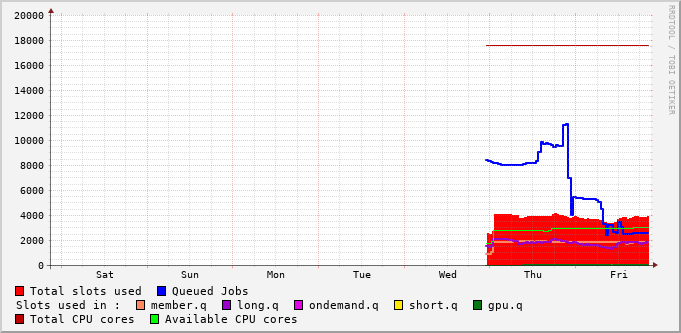 20000
18000
16000
14000
12000
10000
8000
6000
4000
2000
0
Sat Sun Mon Tue Wed Thu Fri
Total slots used Queued Jobs
Slots used in : member.q long.q ondemand.q short.q gpu.q
Total CPU cores Available CPU cores
RRDTOOL / TOBI OETIKER